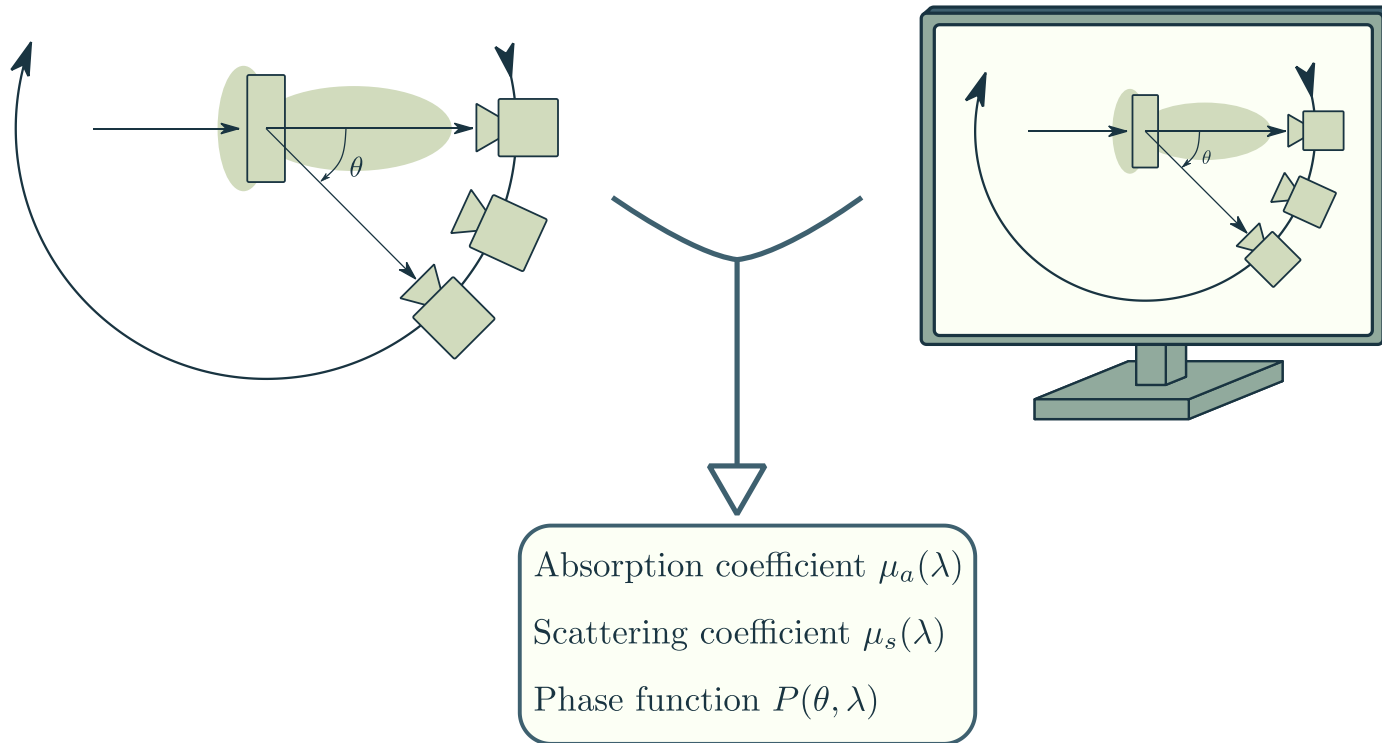 θ
θ
Absorption coefficient μₐ(λ)
Scattering coefficient μₛ(λ)
Phase function P(θ, λ)